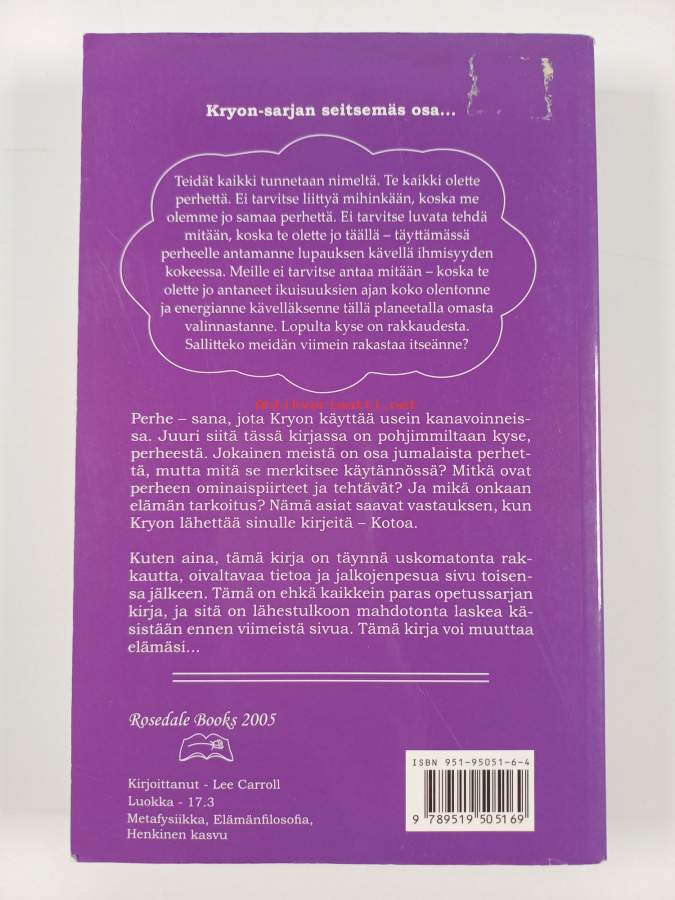 Kryon-sarjan seitsemäs osa...
Teidät kaikki tunnetaan nimeltä. Te kaikki olette
perhettä. Ei tarvitse liittyä mihinkään, koska me
olemme jo samaa perhettä. Ei tarvitse luvata tehdä
mitään, koska te olette jo täällä – täyttämässä
perheelle antamanne lupauksen kävellä ihmisyyden
kokeessa. Meille ei tarvitse antaa mitään – koska te
olette jo antaneet ikuisuuksien ajan koko olentonne
ja energianne kävelläksenne tällä planeetalla omasta
valinnastanne. Lopulta kyse on rakkaudesta.
Sallitteko meidän viimein rakastaa itseänne?
Antikvariaatti.net
Perhe – sana, jota Kryon käyttää usein kanavoinneis-
sa. Juuri siitä tässä kirjassa on pohjimmiltaan kyse,
perheestä. Jokainen meistä on osa jumalaista perhet-
tä, mutta mitä se merkitsee käytännössä? Mitkä ovat
perheen ominaispiirteet ja tehtävät? Ja mikä onkaan
elämän tarkoitus? Nämä asiat saavat vastauksen, kun
Kryon lähettää sinulle kirjeitä – Kotoa.
Kuten aina, tämä kirja on täynnä uskomatonta rak-
kautta, oivaltavaa tietoa ja jalkojenpesua sivu toisen-
sa jälkeen. Tämä on ehkä kaikkein paras opetussarjan
kirja, ja sitä on lähestulkoon mahdotonta laskea kä-
sistään ennen viimeistä sivua. Tämä kirja voi muuttaa
elämäsi...
Rosedale Books 2005
Kirjoittanut - Lee Carroll
Luokka - 17.3
Metafysiikka, Elämänfilosofia,
Henkinen kasvu
ISBN 951-95051-6-4
9 789519 505169